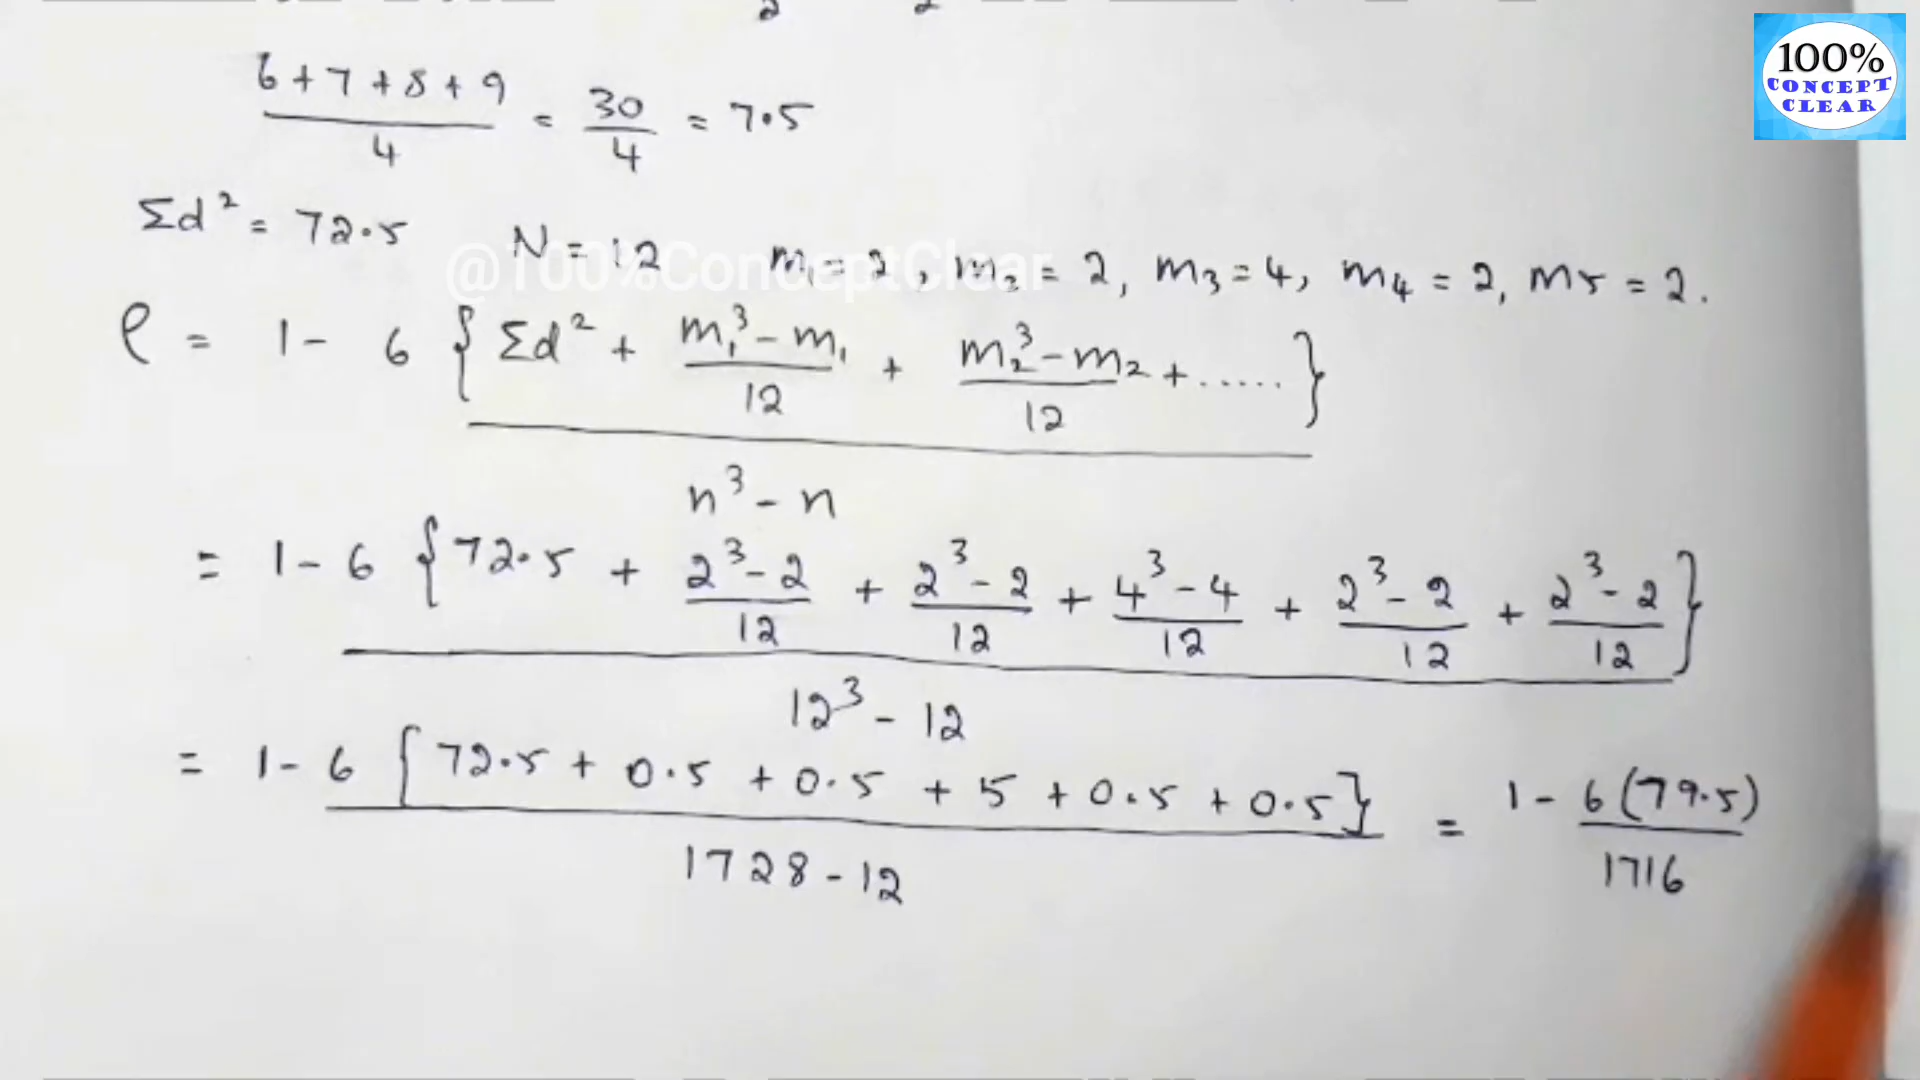 100%
CONCEPT
CLEAR
6+7+8+9/4 = 30/4 = 7.5
Σd² = 72.5 N = 12 m₁ = 2, m₂ = 2, m₃ = 4, m₄ = 2, m5 = 2.
@100%ConceptClear
ρ = 1 - 6 {Σd² + m₁³ - m₁/12 + m₂³ - m₂/12 + .....}
n³ - n
= 1 - 6 {72.5 + 2³ - 2/12 + 2³ - 2/12 + 4³ - 4/12 + 2³ - 2/12 + 2³ - 2/12}
12³ - 12
= 1 - 6 [72.5 + 0.5 + 0.5 + 5 + 0.5 + 0.5} = 1 - 6(79.5)
1728 - 12 1716